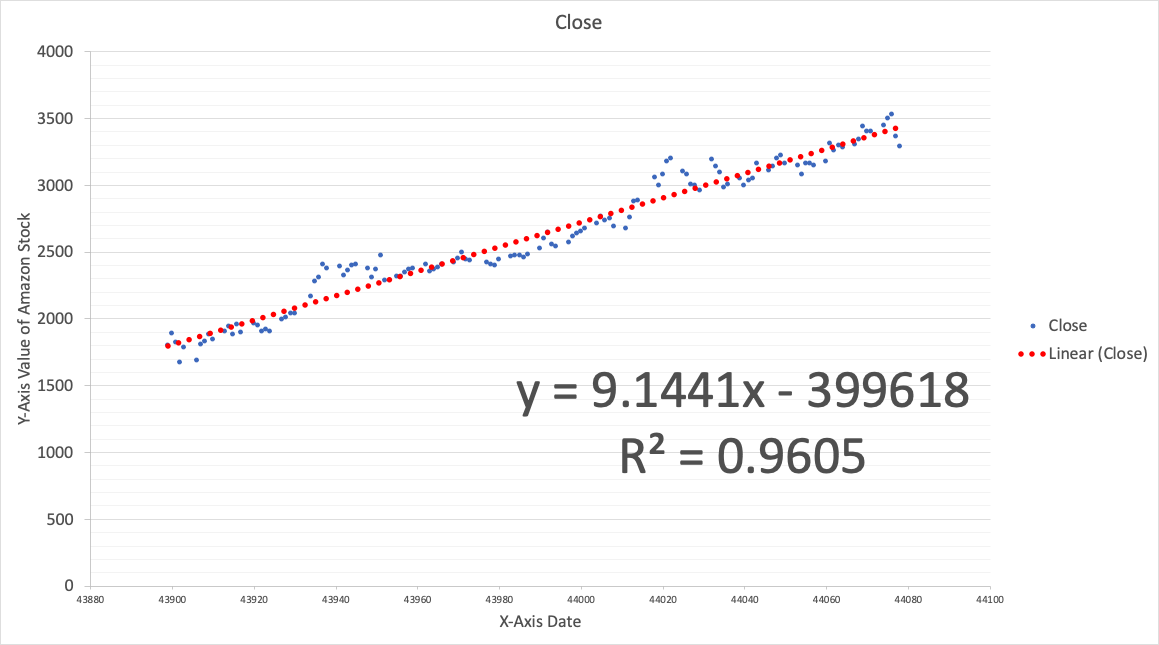 Close
4000
3500
3000
2500
2000
1500
1000
500
0
Y-Axis Value of Amazon Stock
y = 9.1441x - 399618
R² = 0.9605
Close
Linear (Close)
43880 43900 43920 43940 43960 43980 44000 44020 44040 44060 44080 44100
X-Axis Date